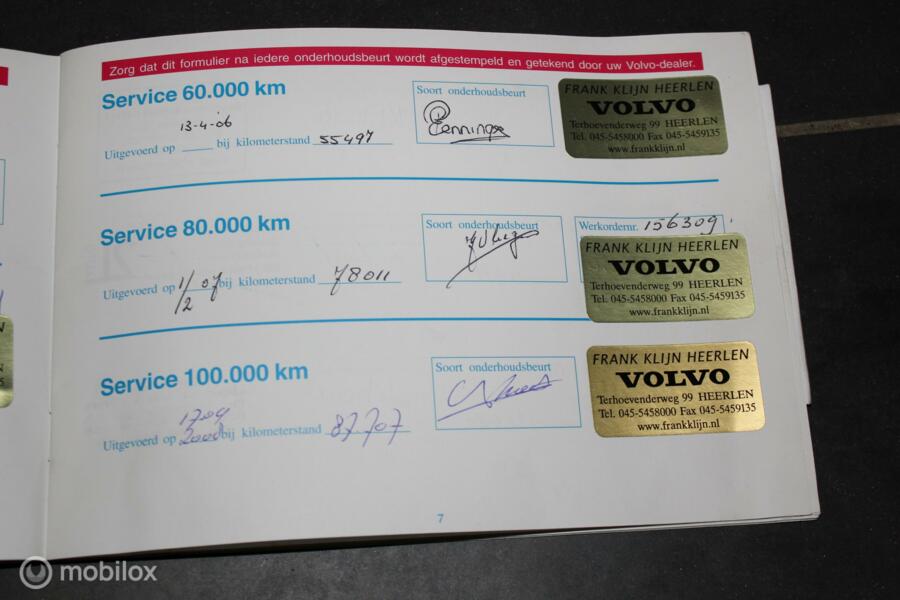 Zorg dat dit formulier na iedere onderhoudsbeurt wordt afgestempeld en getekend door uw Volvo-dealer.
Service 60.000 km
13-4-06
Uitgevoerd op bij kilometerstand 55497
Soort onderhoudsbeurt
FRANK KLIJN HEERLEN
VOLVO
Terhoevenderweg 99 HEERLEN
Tel. 045-5458000 Fax 045-5459135
www.frankklijn.nl
Service 80.000 km
Uitgevoerd op 1/2 07 bij kilometerstand 78011
Soort onderhoudsbeurt
Werkordernr. 156309
FRANK KLIJN HEERLEN
VOLVO
Terhoevenderweg 99 HEERLEN
Tel. 045-5458000 Fax 045-5459135
www.frankklijn.nl
Service 100.000 km
Uitgevoerd op bij kilometerstand 87.707
Soort onderhoudsbeurt
FRANK KLIJN HEERLEN
VOLVO
Terhoevenderweg 99 HEERLEN
Tel. 045-5458000 Fax 045-5459135
www.frankklijn.nl
7
mobilox